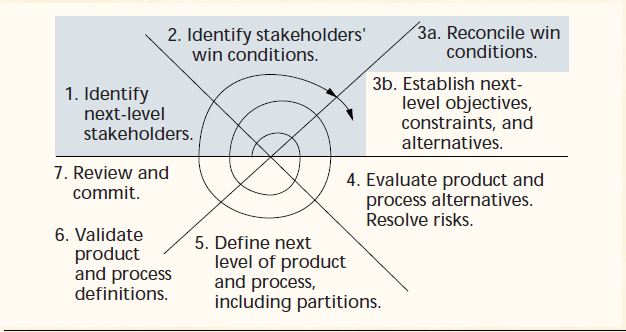 2. Identify stakeholders'
win conditions.
3a. Reconcile win
conditions.
1. Identify
next-level
stakeholders.
3b. Establish next-
level objectives,
constraints, and
alternatives.
7. Review and
commit.
4. Evaluate product and
process alternatives.
Resolve risks.
6. Validate
product
and process
definitions.
5. Define next
level of product
and process,
including partitions.